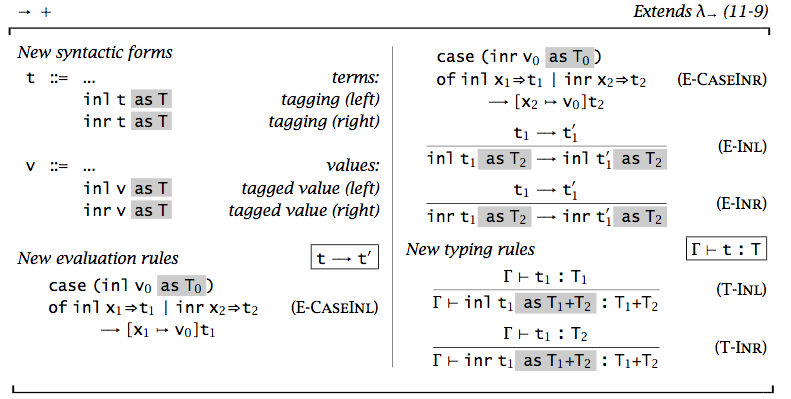 → + Extends λ→ (11-9)
New syntactic forms
t ::= ... terms:
inl t as T tagging (left)
inr t as T tagging (right)
v ::= ... values:
inl v as T tagged value (left)
inr v as T tagged value (right)
New evaluation rules t ⟶ t′
case (inl v₀ as T₀)
of inl x₁⇒t₁ | inr x₂⇒t₂ (E-CASEINL)
⟶ [x₁ ↦ v₀]t₁
case (inr v₀ as T₀)
of inl x₁⇒t₁ | inr x₂⇒t₂ (E-CASEINR)
⟶ [x₂ ↦ v₀]t₂
t₁ ⟶ t′₁
inl t₁ as T₂ ⟶ inl t′₁ as T₂ (E-INL)
t₁ ⟶ t′₁
inr t₁ as T₂ ⟶ inr t′₁ as T₂ (E-INR)
New typing rules Γ ⊢ t : T
Γ ⊢ t₁ : T₁
Γ ⊢ inl t₁ as T₁+T₂ : T₁+T₂ (T-INL)
Γ ⊢ t₁ : T₂
Γ ⊢ inr t₁ as T₁+T₂ : T₁+T₂ (T-INR)